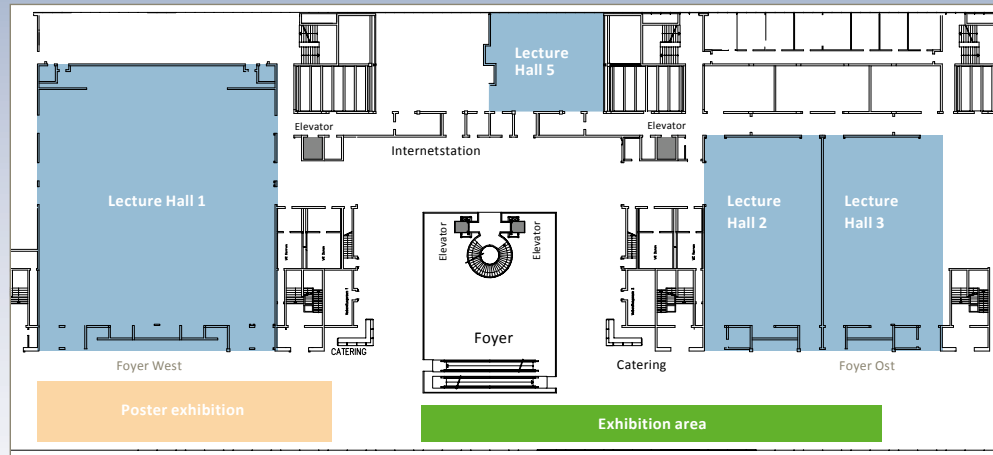 Lecture
Hall 5
Elevator
Elevator
Internetstation
Lecture Hall 1
Lecture
Hall 2
Lecture
Hall 3
Elevator
Elevator
Foyer
CATERING
Catering
Foyer West
Foyer Ost
Poster exhibition
Exhibition area